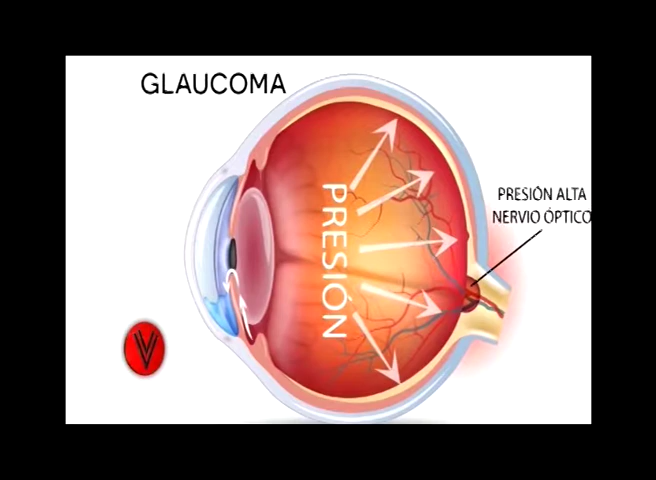 GLAUCOMA
PRESIÓN ALTA
NERVIO ÓPTICO
PRESIÓN
V